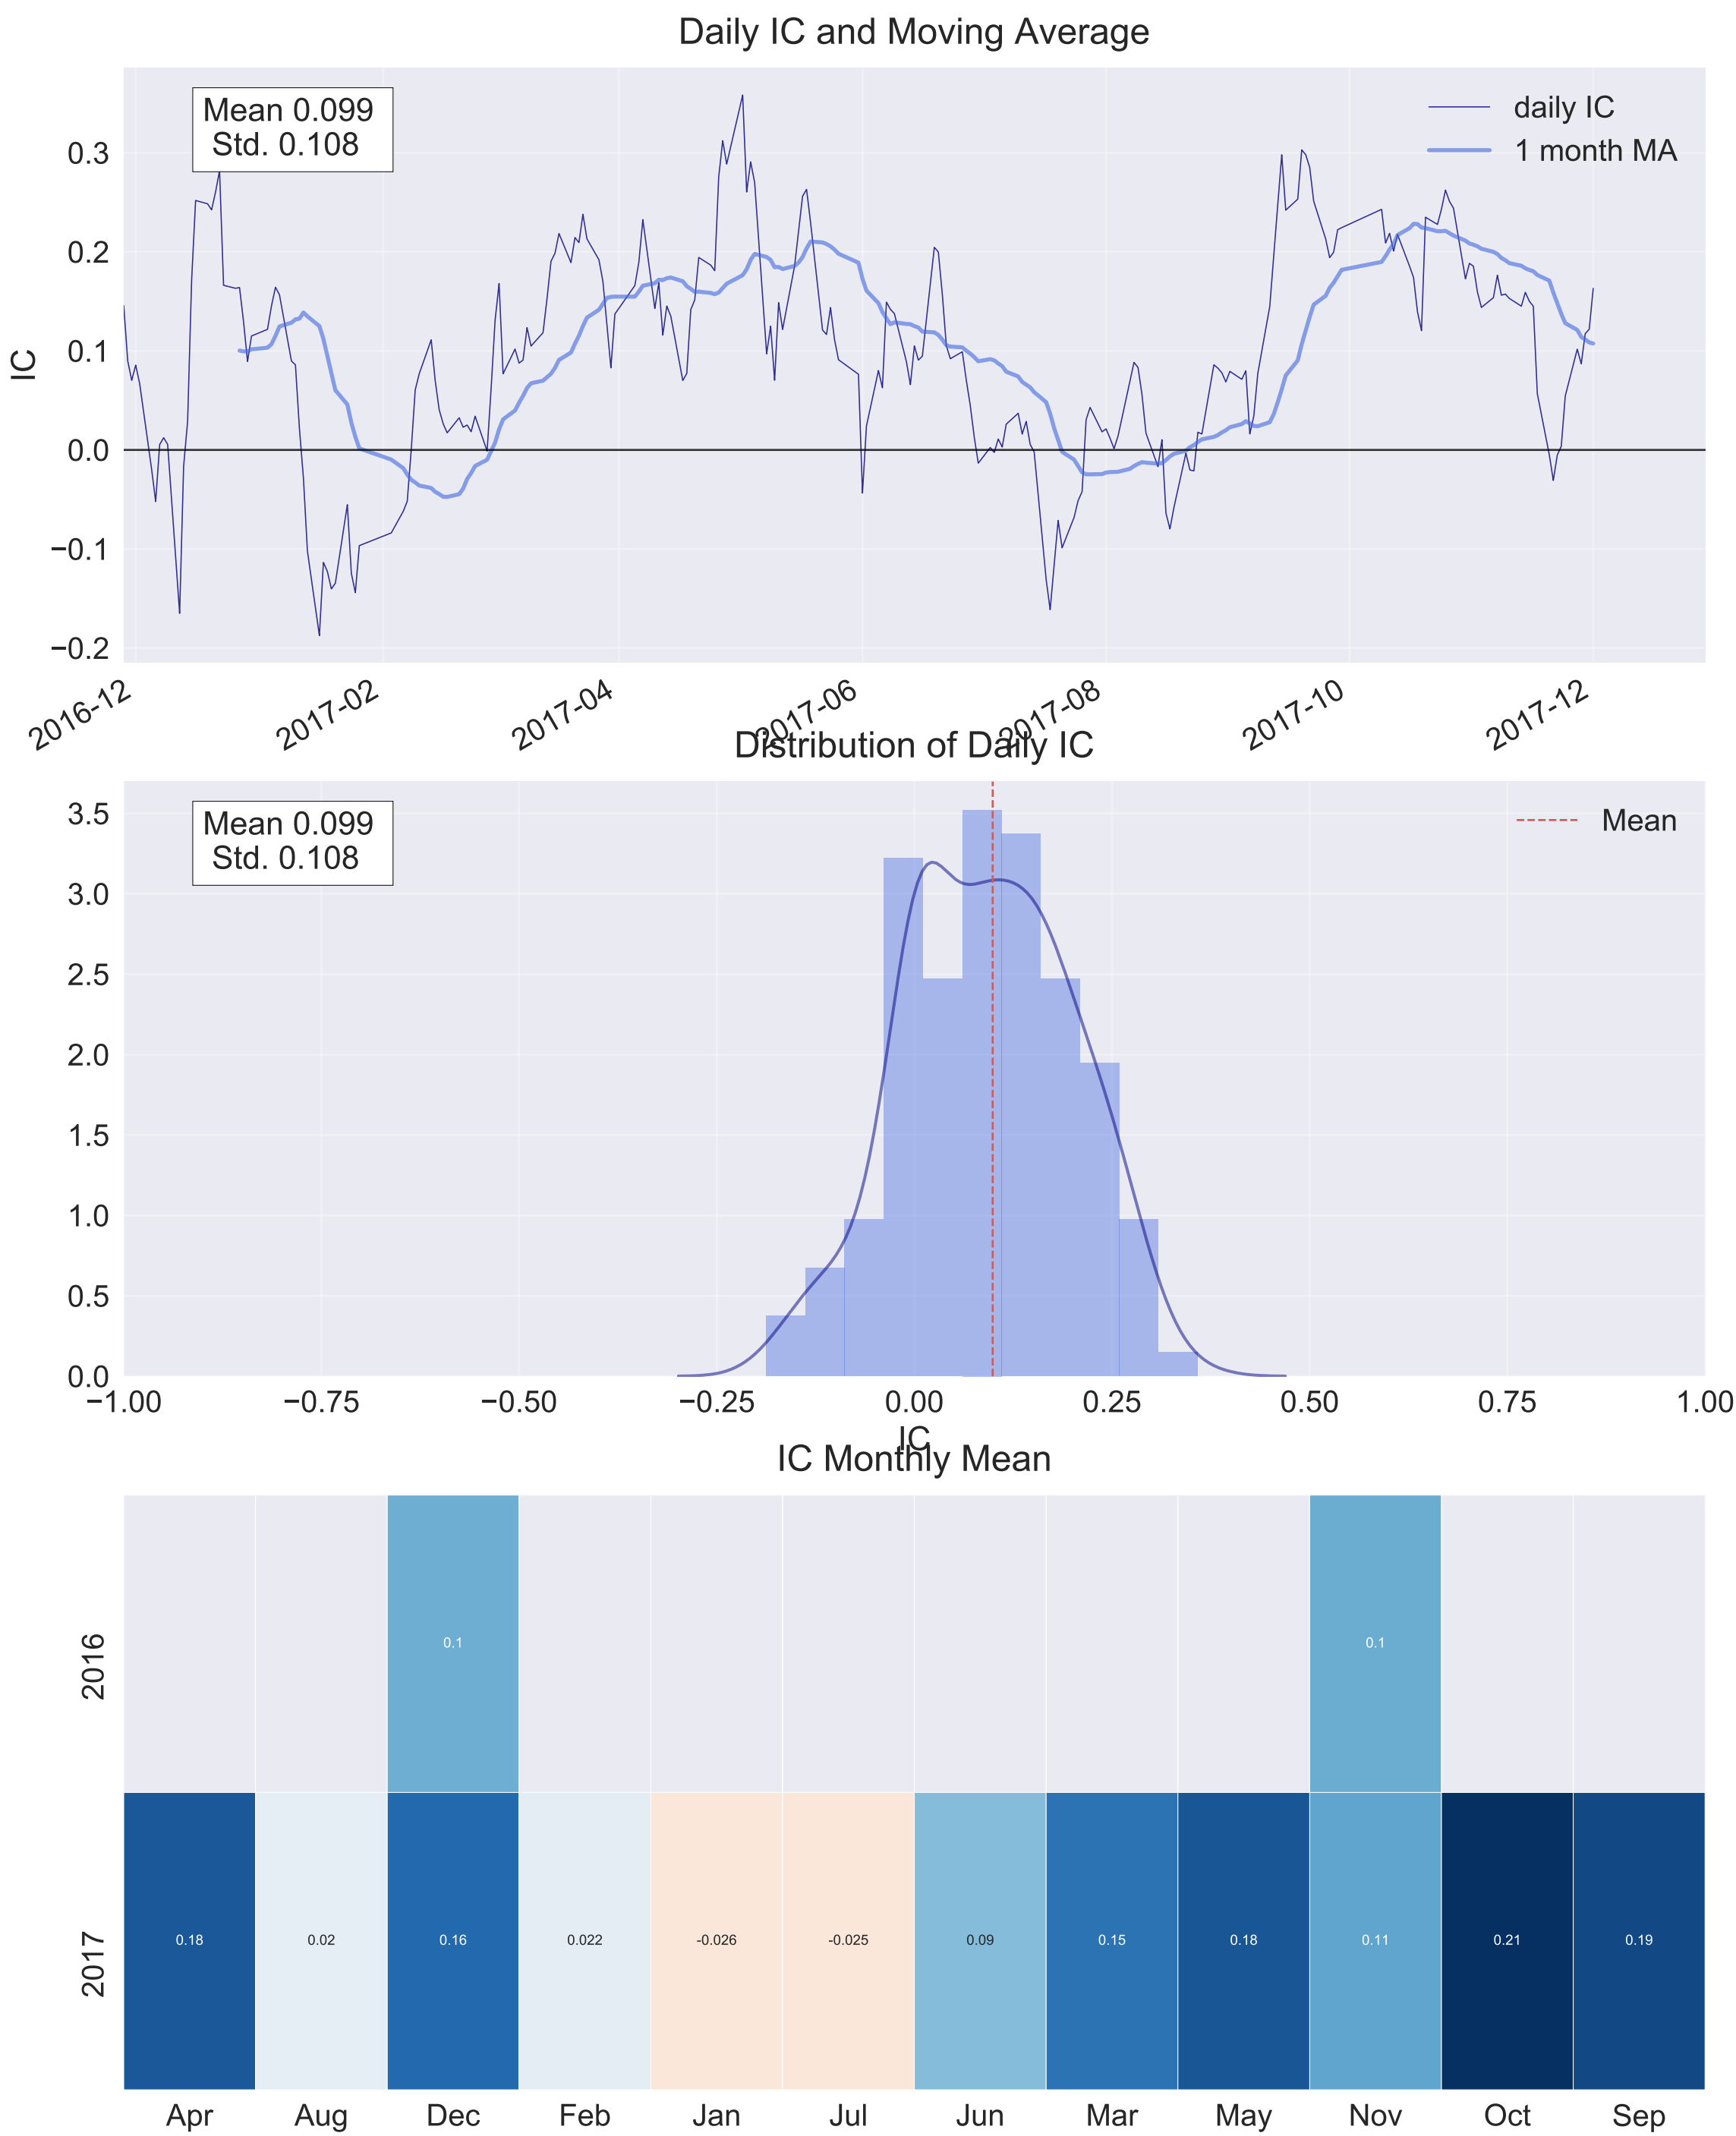 Daily IC and Moving Average
Mean 0.099
Std. 0.108
daily IC
1 month MA
IC
0.3
0.2
0.1
0.0
−0.1
−0.2
2016-12
2017-02
2017-04
2017-06
2017-08
2017-10
2017-12
Distribution of Daily IC
Mean 0.099
Std. 0.108
Mean
3.5
3.0
2.5
2.0
1.5
1.0
0.5
0.0
−1.00 −0.75 −0.50 −0.25 0.00 0.25 0.50 0.75 1.00
IC
IC Monthly Mean
2016
0.1 0.1
2017
0.18 0.02 0.16 0.022 -0.026 -0.025 0.09 0.15 0.18 0.11 0.21 0.19
Apr Aug Dec Feb Jan Jul Jun Mar May Nov Oct Sep